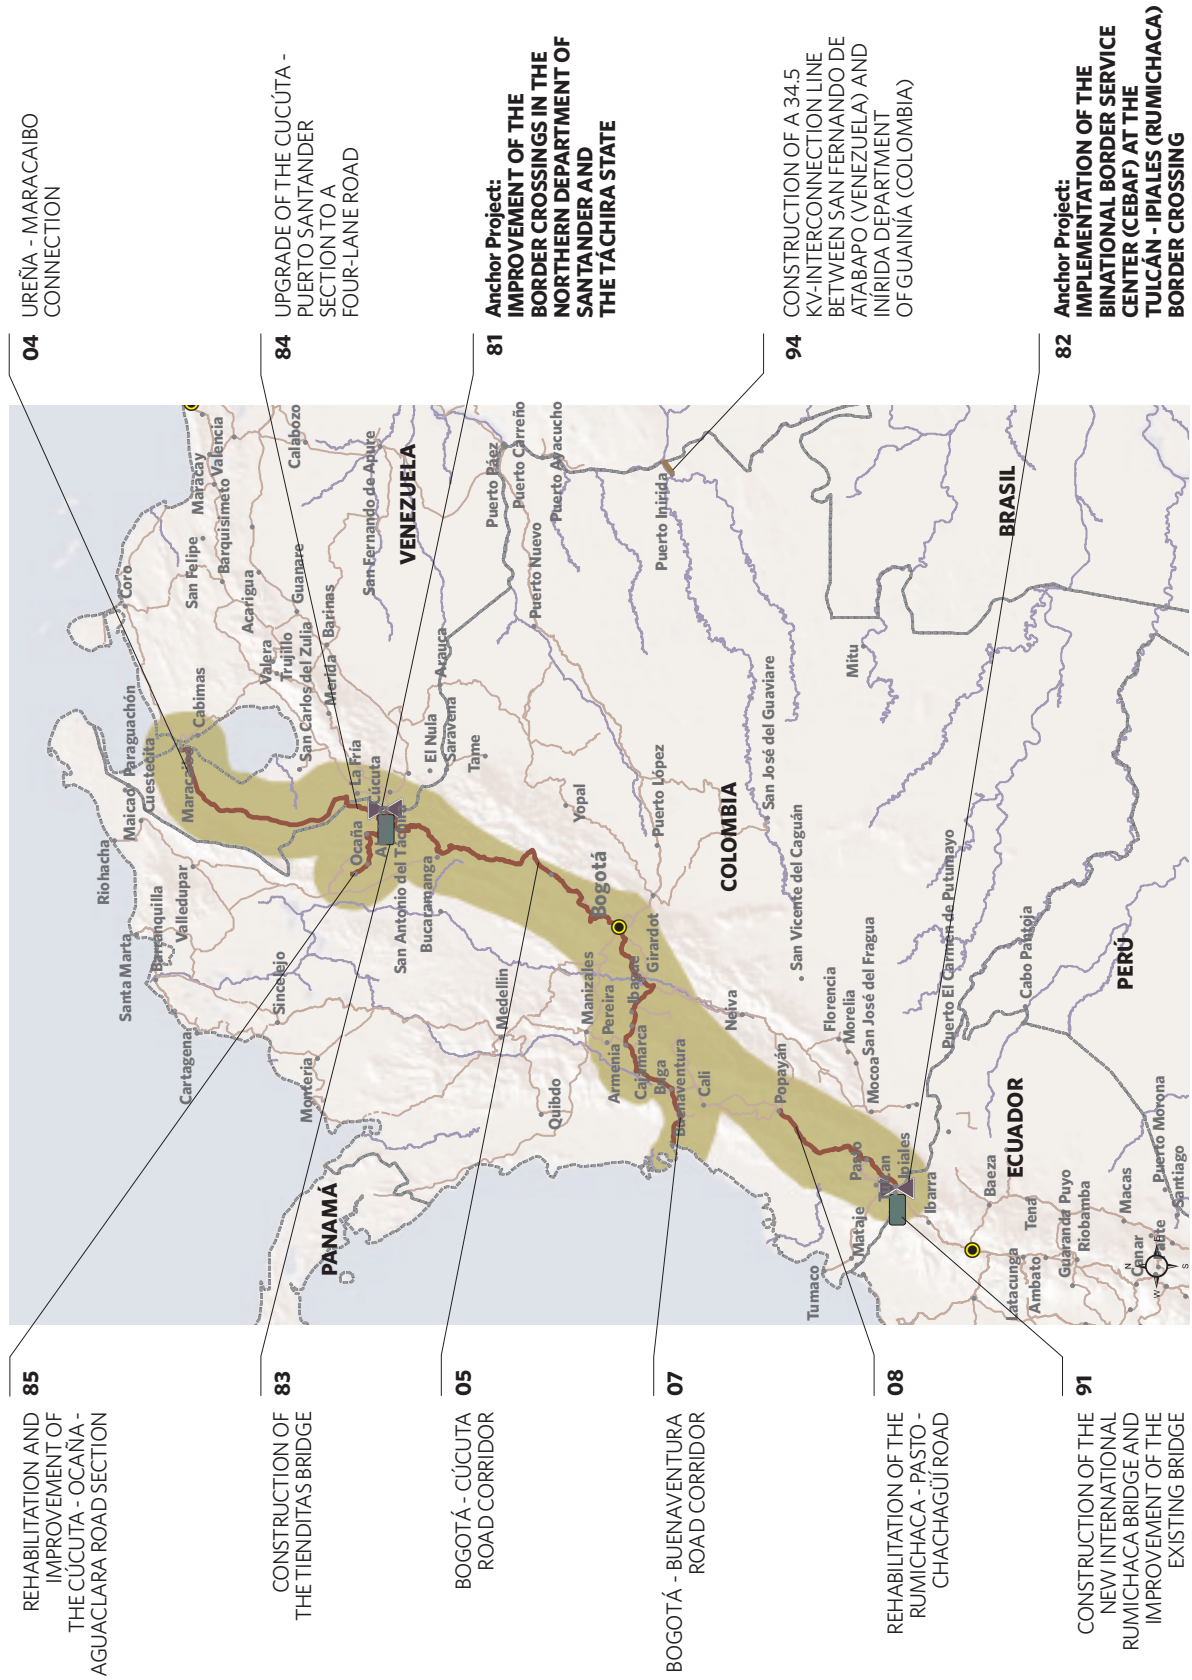 04
UREÑA - MARACAIBO
CONNECTION
84
UPGRADE OF THE CUCÚTA -
PUERTO SANTANDER
SECTION TO A
FOUR-LANE ROAD
81
Anchor Project:
IMPROVEMENT OF THE
BORDER CROSSINGS IN THE
NORTHERN DEPARTMENT OF
SANTANDER AND
THE TÁCHIRA STATE
94
CONSTRUCTION OF A 34.5
KV-INTERCONNECTION LINE
BETWEEN SAN FERNANDO DE
ATABAPO (VENEZUELA) AND
INÍRIDA DEPARTMENT
OF GUAINÍA (COLOMBIA)
82
Anchor Project:
IMPLEMENTATION OF THE
BINATIONAL BORDER SERVICE
CENTER (CEBAF) AT THE
TULCÁN - IPIALES (RUMICHACA)
BORDER CROSSING
Riohacha
Maicao
Paraguachón
Cuestecita
Santa Marta
Barranquilla
Valledupar
Cartagena
Sincelejo
Montería
Maracaibo
Cabimas
Coro
San Felipe
Maracay
Barquisimeto
Valencia
Acarigua
Valera
Trujillo
Guanare
Calabozo
San Carlos del Zulia
Barinas
Merida
San Fernando de Apure
VENEZUELA
La Fría
Cúcuta
Ocaña
San Antonio del Táchira
Bucaramanga
El Nula
Saravena
Arauca
Tame
Puerto Páez
Puerto Carreño
Puerto Ayacucho
Puerto Nuevo
Puerto Inirida
PANAMÁ
Medellin
Quibdo
Manizales
Pereira
Armenia
Ibague
Cajamarca
Buga
Buenaventura
Cali
Bogotá
Girardot
Yopal
Puerto López
COLOMBIA
San José del Guaviare
San Vicente del Caguán
Neiva
Popayán
Florencia
Morelia
San José del Fragua
Mocoa
Mitu
BRASIL
Puerto El Carmen de Putumayo
Cabo Pantoja
PERÚ
Tumaco
Mataje
Pasto
Ipiales
Ibarra
ECUADOR
Baeza
Tena
Latacunga
Ambato
Guaranda
Puyo
Riobamba
Macas
Puerto Morona
Santiago
Canar
N
W
E
S
85
REHABILITATION AND
IMPROVEMENT OF
THE CÚCUTA - OCAÑA -
AGUACLARA ROAD SECTION
83
CONSTRUCTION OF
THE TIENDITAS BRIDGE
05
BOGOTÁ - CÚCUTA
ROAD CORRIDOR
07
BOGOTÁ - BUENAVENTURA
ROAD CORRIDOR
08
REHABILITATION OF THE
RUMICHACA - PASTO -
CHACHAGÜÍ ROAD
91
CONSTRUCTION OF THE
NEW INTERNATIONAL
RUMICHACA BRIDGE AND
IMPROVEMENT OF THE
EXISTING BRIDGE